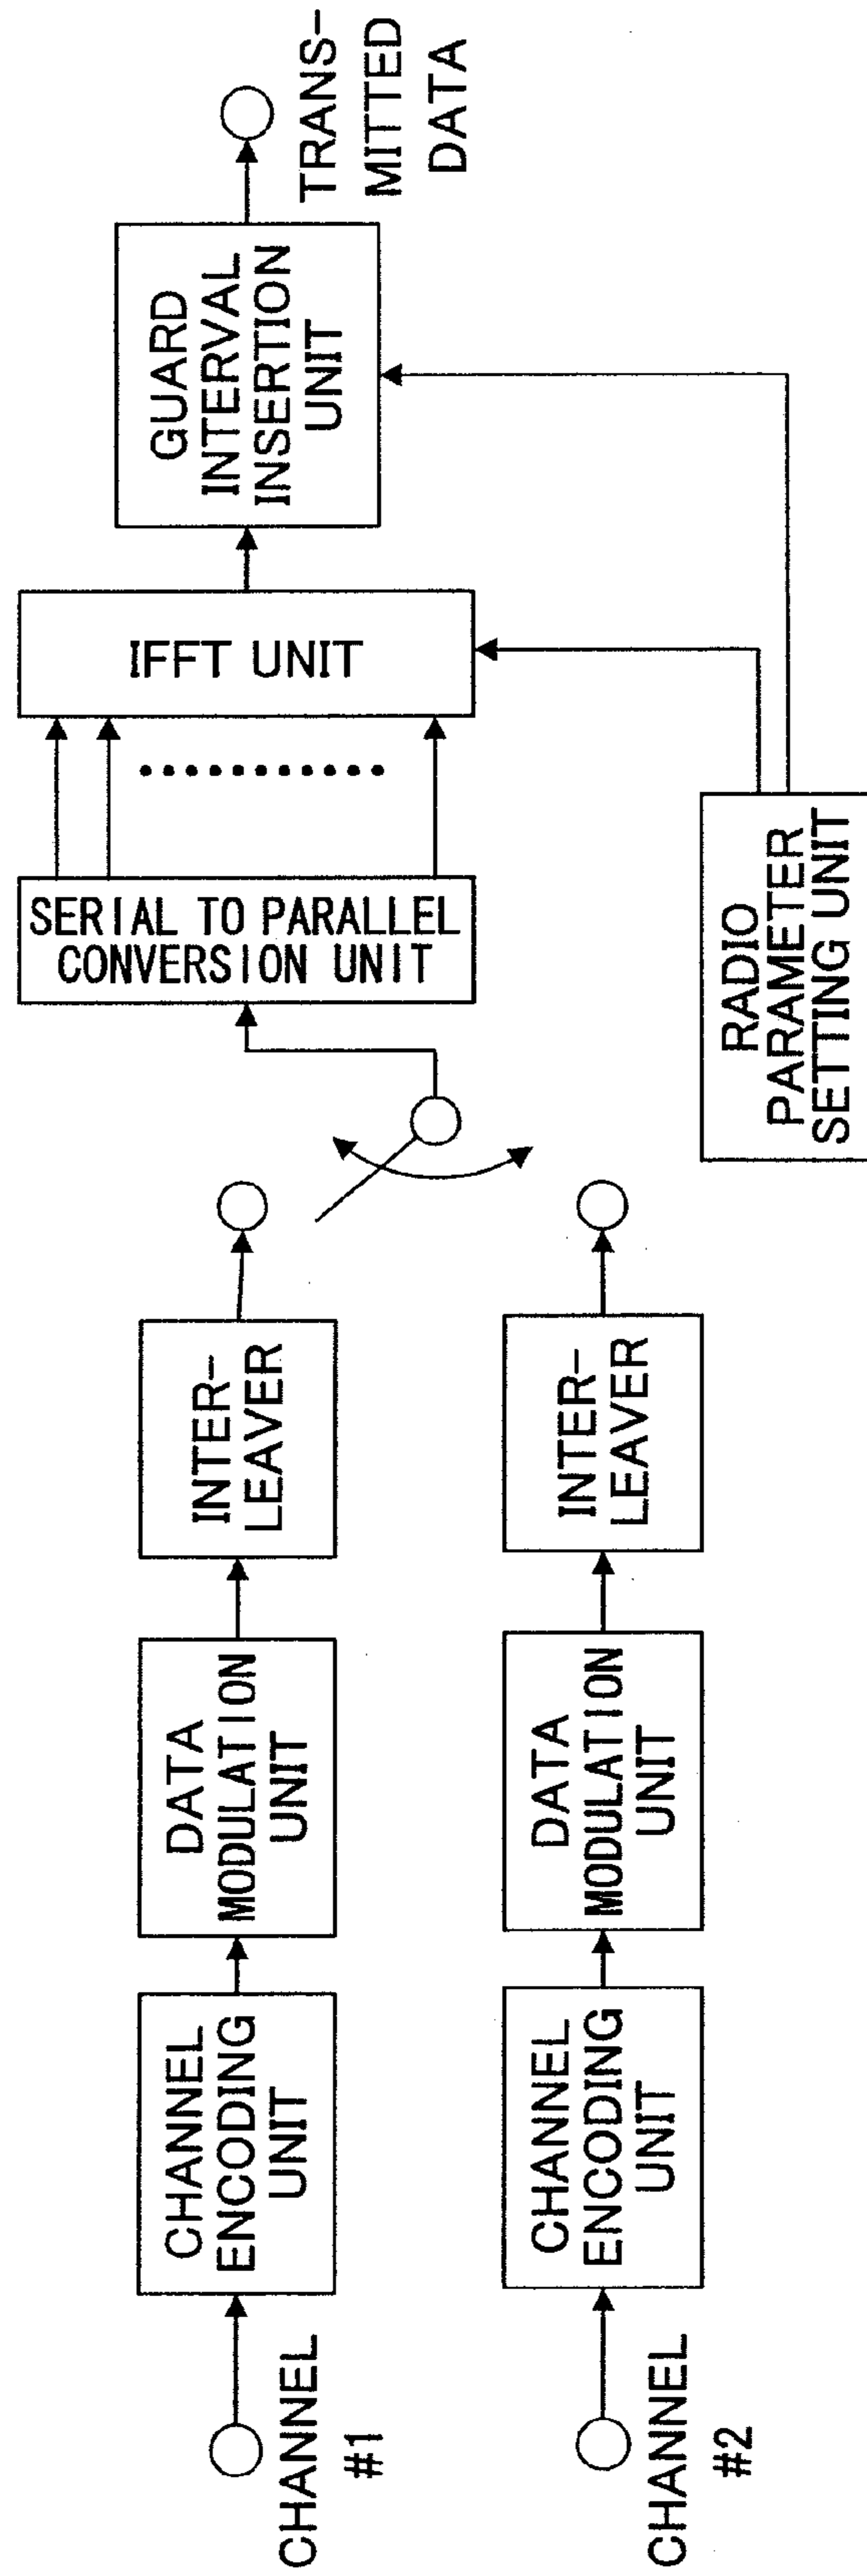 CHANNEL
#1
CHANNEL
ENCODING
UNIT
DATA
MODULATION
UNIT
INTER-
LEAVER
CHANNEL
#2
CHANNEL
ENCODING
UNIT
DATA
MODULATION
UNIT
INTER-
LEAVER
SERIAL TO PARALLEL
CONVERSION UNIT
IFFT UNIT
GUARD
INTERVAL
INSERTION
UNIT
TRANS-
MITTED
DATA
RADIO
PARAMETER
SETTING UNIT